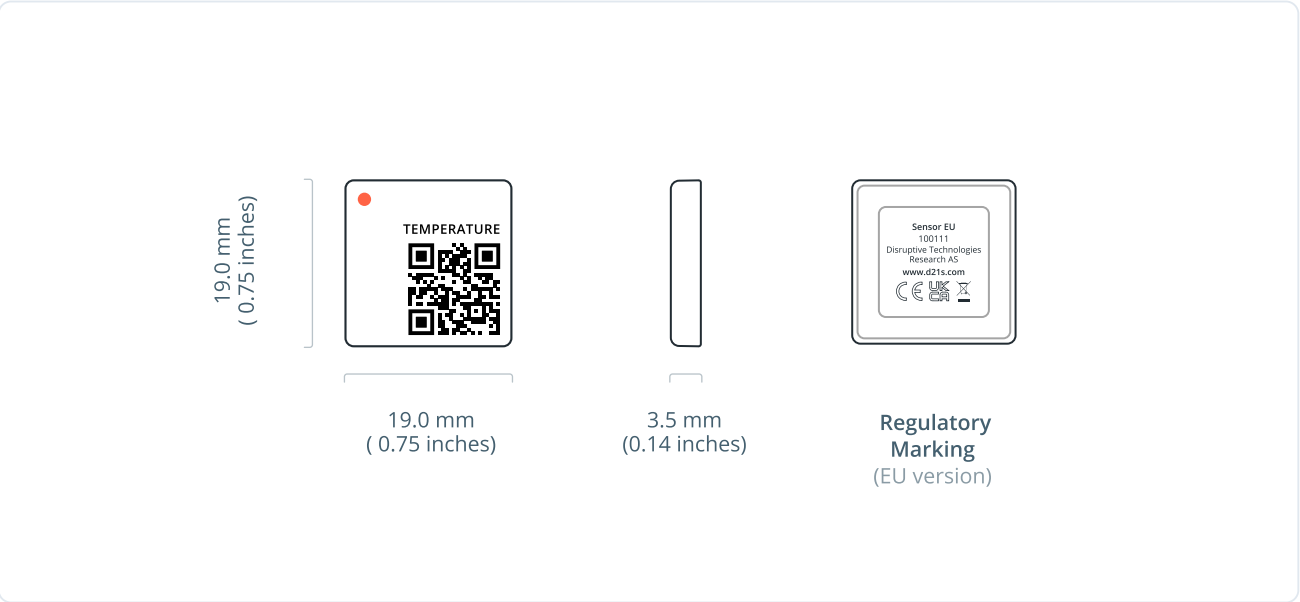 19.0 mm
( 0.75 inches)
TEMPERATURE
19.0 mm
( 0.75 inches)
3.5 mm
(0.14 inches)
Sensor EU
100111
Disruptive Technologies
Research AS
www.d21s.com
CE UK
CA
Regulatory
Marking
(EU version)